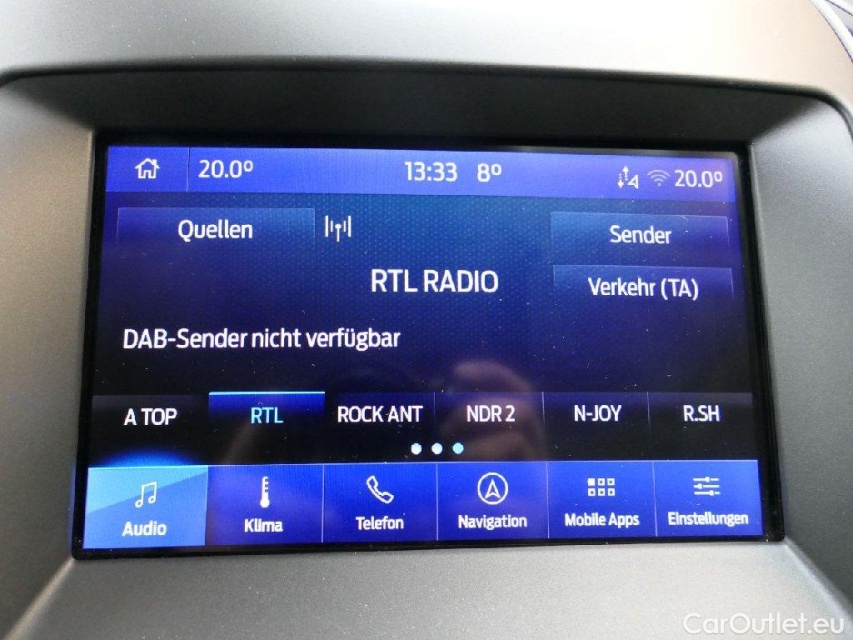 20.0° 13:33 8° 20.0°
Quellen Sender
RTL RADIO
Verkehr (TA)
DAB-Sender nicht verfügbar
A TOP RTL ROCK ANT NDR 2 N-JOY R.SH
Audio Klima Telefon Navigation Mobile Apps Einstellungen
CarOutlet.eu